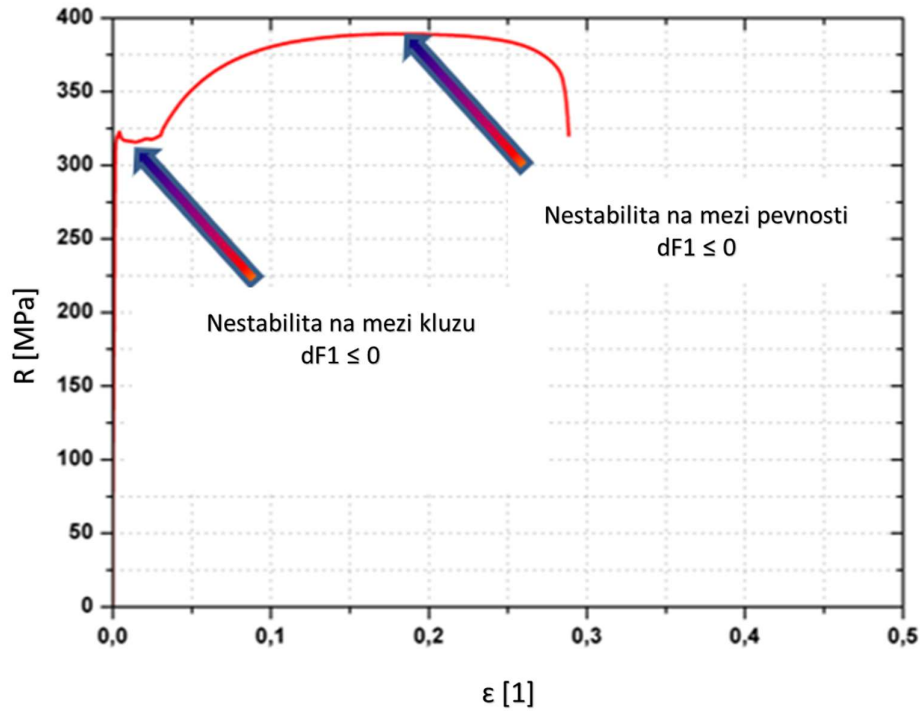 400
350
300
250
200
150
100
50
0
R [MPa]
Nestabilita na mezi pevnosti
dF1 ≤ 0
Nestabilita na mezi kluzu
dF1 ≤ 0
0,0
0,1
0,2
0,3
0,4
0,5
ε [1]